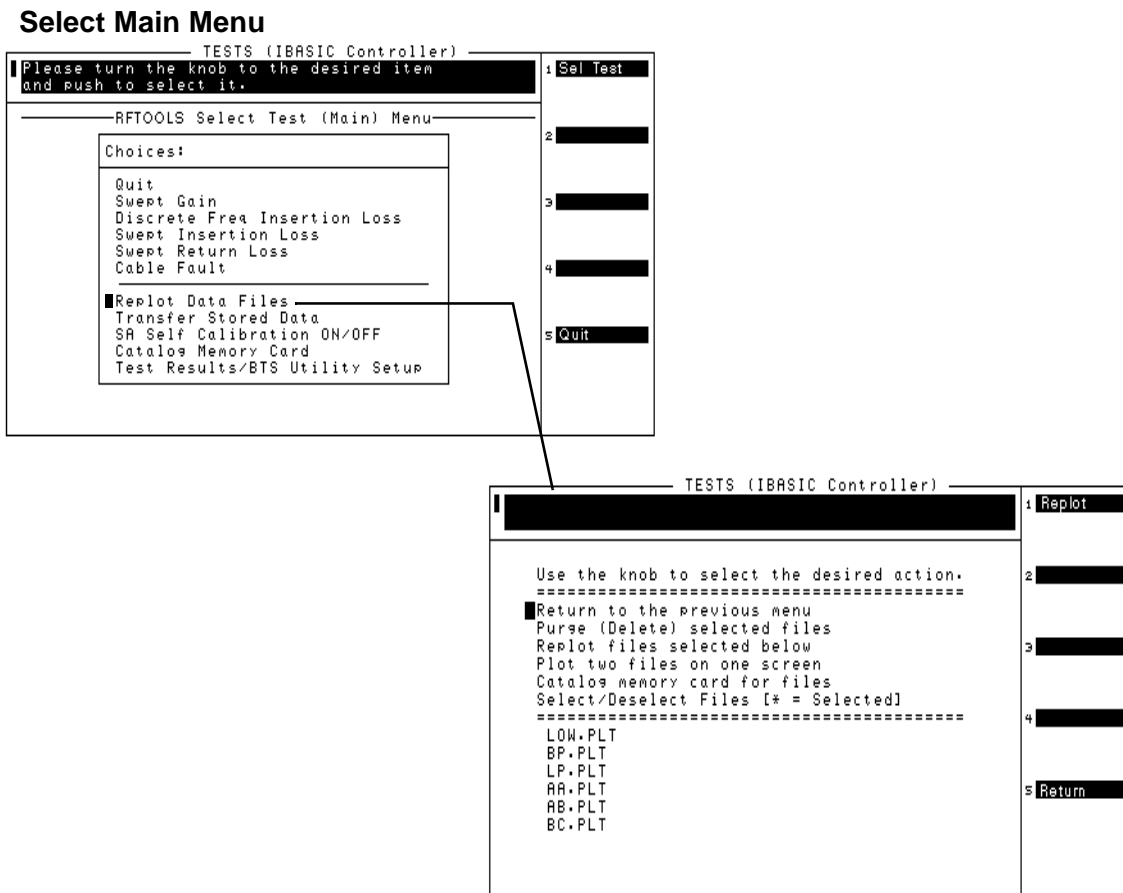 Select Main Menu
TESTS (IBASIC Controller)
Please turn the knob to the desired item
and push to select it.
1 Sel Test
RFTOOLS Select Test (Main) Menu
2
Choices:
Quit
Swept Gain
3
Discrete Freq Insertion Loss
Swept Insertion Loss
Swept Return Loss
Cable Fault
4
Replot Data Files
Transfer Stored Data
SA Self Calibration ON/OFF
5 Quit
Catalog Memory Card
Test Results/BTS Utility Setup
TESTS (IBASIC Controller)
1 Replot
Use the knob to select the desired action.
2
==========================================
Return to the previous menu
Purge (Delete) selected files
Replot files selected below
3
Plot two files on one screen
Catalog memory card for files
Select/Deselect Files [* = Selected]
==========================================
4
LOW.PLT
BP.PLT
LP.PLT
AA.PLT
5 Return
AB.PLT
BC.PLT